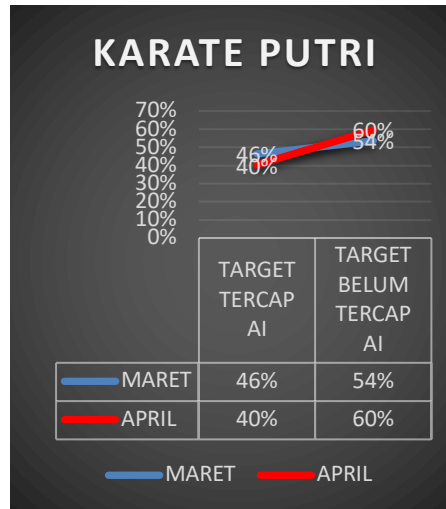 KARATE PUTRI
70%
60%
50%
40%
30%
20%
10%
0%
46%
40%
60%
54%
TARGET
TERCAP
AI
TARGET
BELUM
TERCAP
AI
MARET 46% 54%
APRIL 40% 60%
MARET APRIL